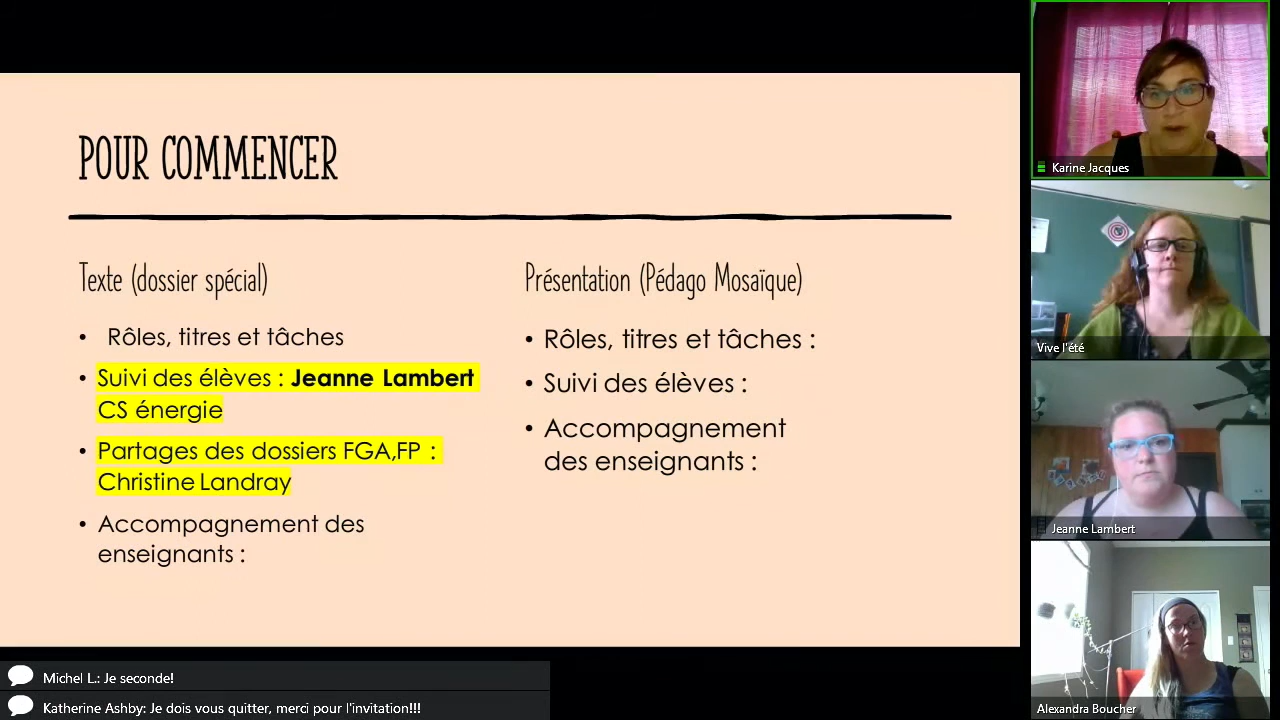 POUR COMMENCER
Texte (dossier spécial)
• Rôles, titres et tâches
• Suivi des élèves : Jeanne Lambert
CS énergie
• Partages des dossiers FGA,FP :
Christine Landray
• Accompagnement des
enseignants :
Présentation (Pédago Mosaïque)
• Rôles, titres et tâches :
• Suivi des élèves :
• Accompagnement
des enseignants :
Karine Jacques
Vive l'été
Jeanne Lambert
Alexandra Boucher
Michel L.: Je seconde!
Katherine Ashby: Je dois vous quitter, merci pour l'invitation!!!